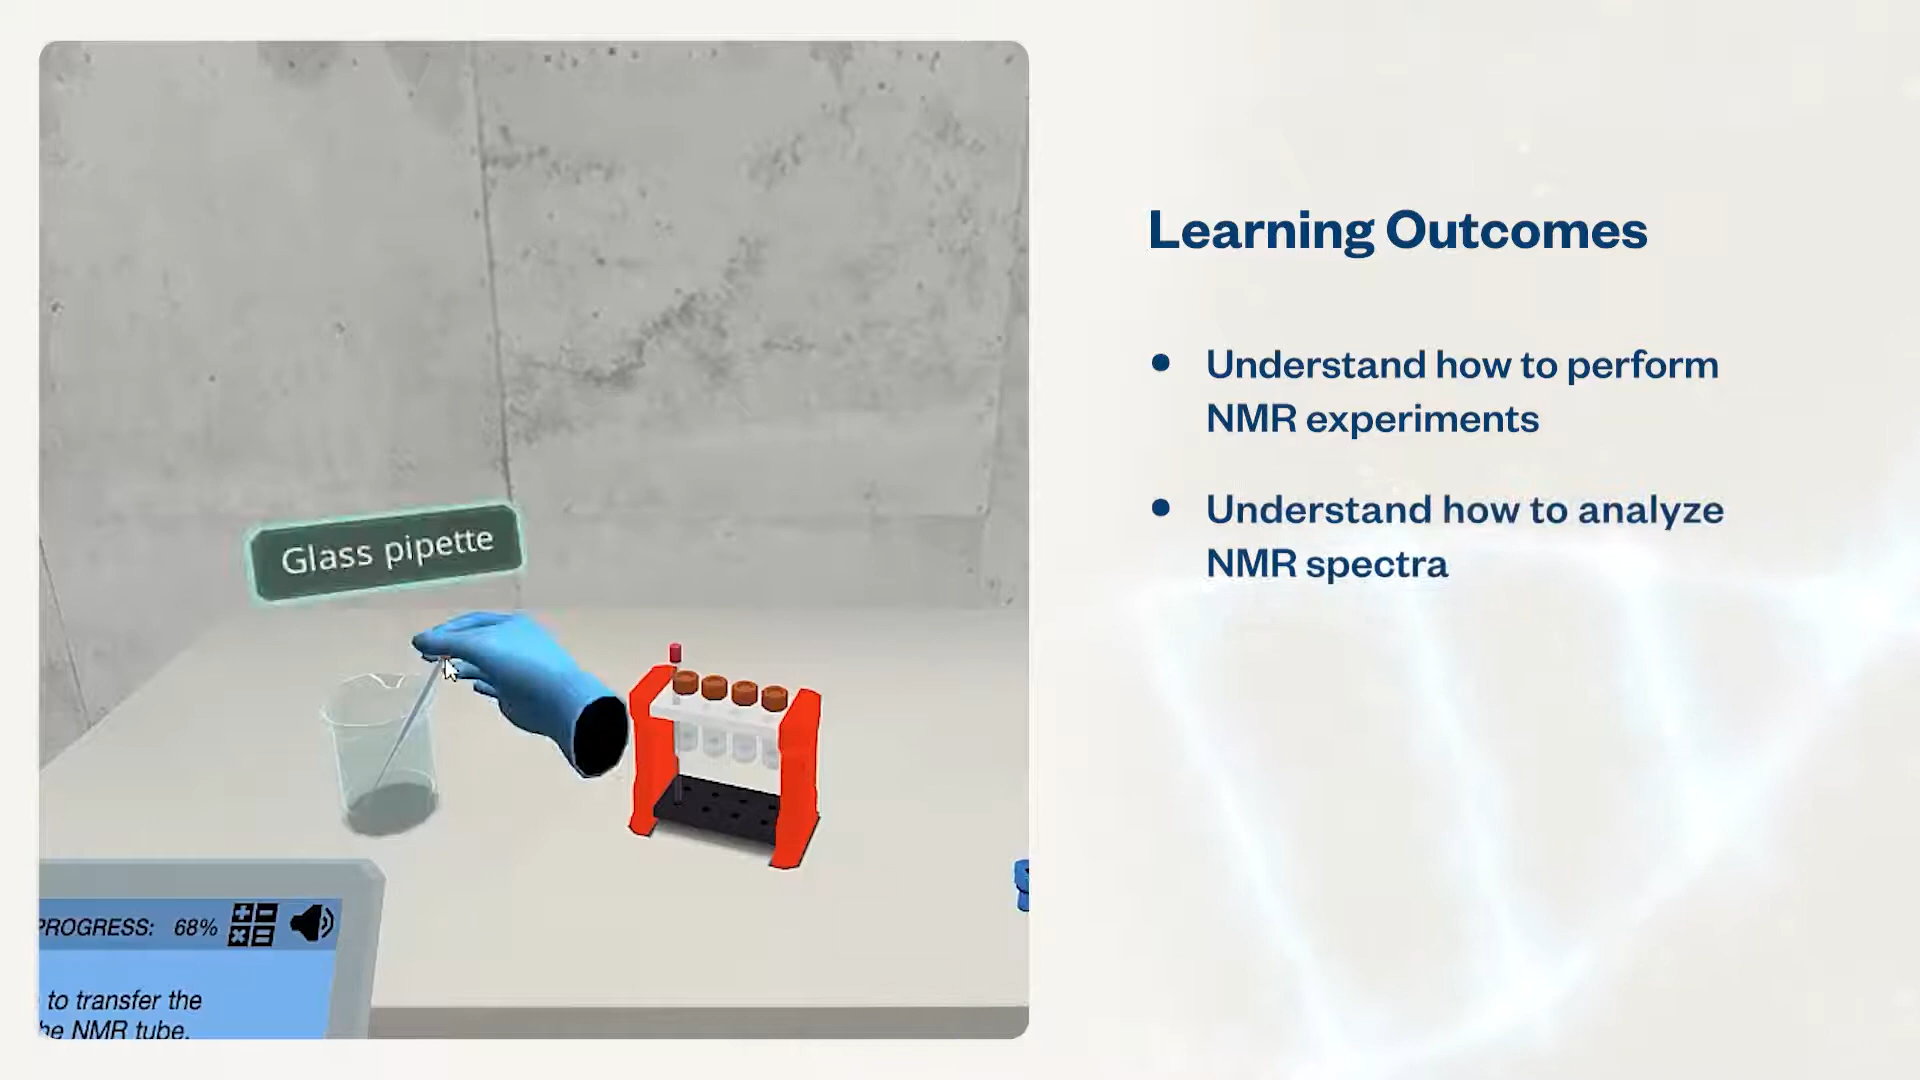 Learning Outcomes
Understand how to perform
NMR experiments
Understand how to analyze
NMR spectra
Glass pipette
PROGRESS: 68%
to transfer the
he NMR tube.